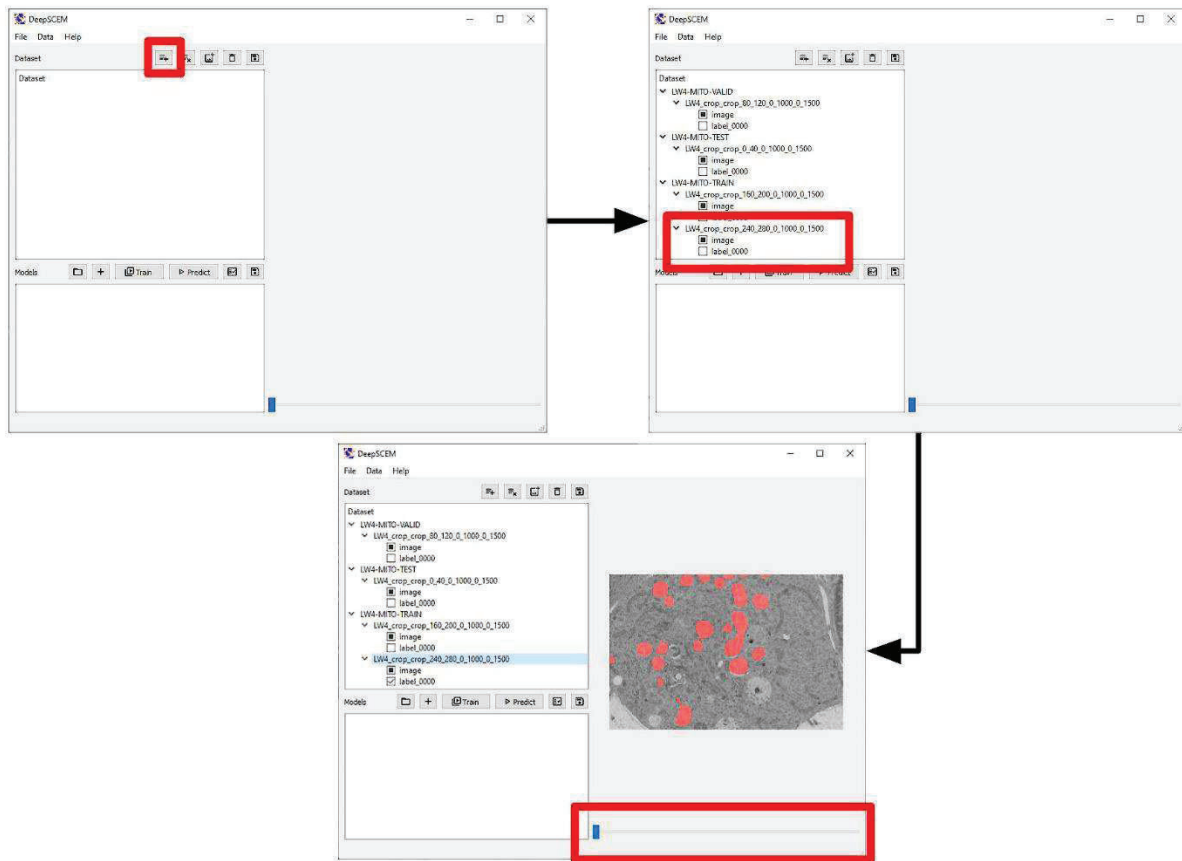 DeepSCEM
File Data Help
Dataset
Dataset
Models
Train
Predict
DeepSCEM
File Data Help
Dataset
Dataset
LW4-MITO-VALID
LW4_crop_crop_80_120_0_1000_0_1500
image
label_0000
LW4-MITO-TEST
LW4_crop_crop_0_40_0_1000_0_1500
image
label_0000
LW4-MITO-TRAIN
LW4_crop_crop_160_200_0_1000_0_1500
image
LW4_crop_crop_240_280_0_1000_0_1500
image
label_0000
Models
Train
Predict
DeepSCEM
File Data Help
Dataset
Dataset
LW4-MITO-VALID
LW4_crop_crop_80_120_0_1000_0_1500
image
label_0000
LW4-MITO-TEST
LW4_crop_crop_0_40_0_1000_0_1500
image
label_0000
LW4-MITO-TRAIN
LW4_crop_crop_160_200_0_1000_0_1500
image
label_0000
LW4_crop_crop_240_280_0_1000_0_1500
image
label_0000
Models
Train
Predict